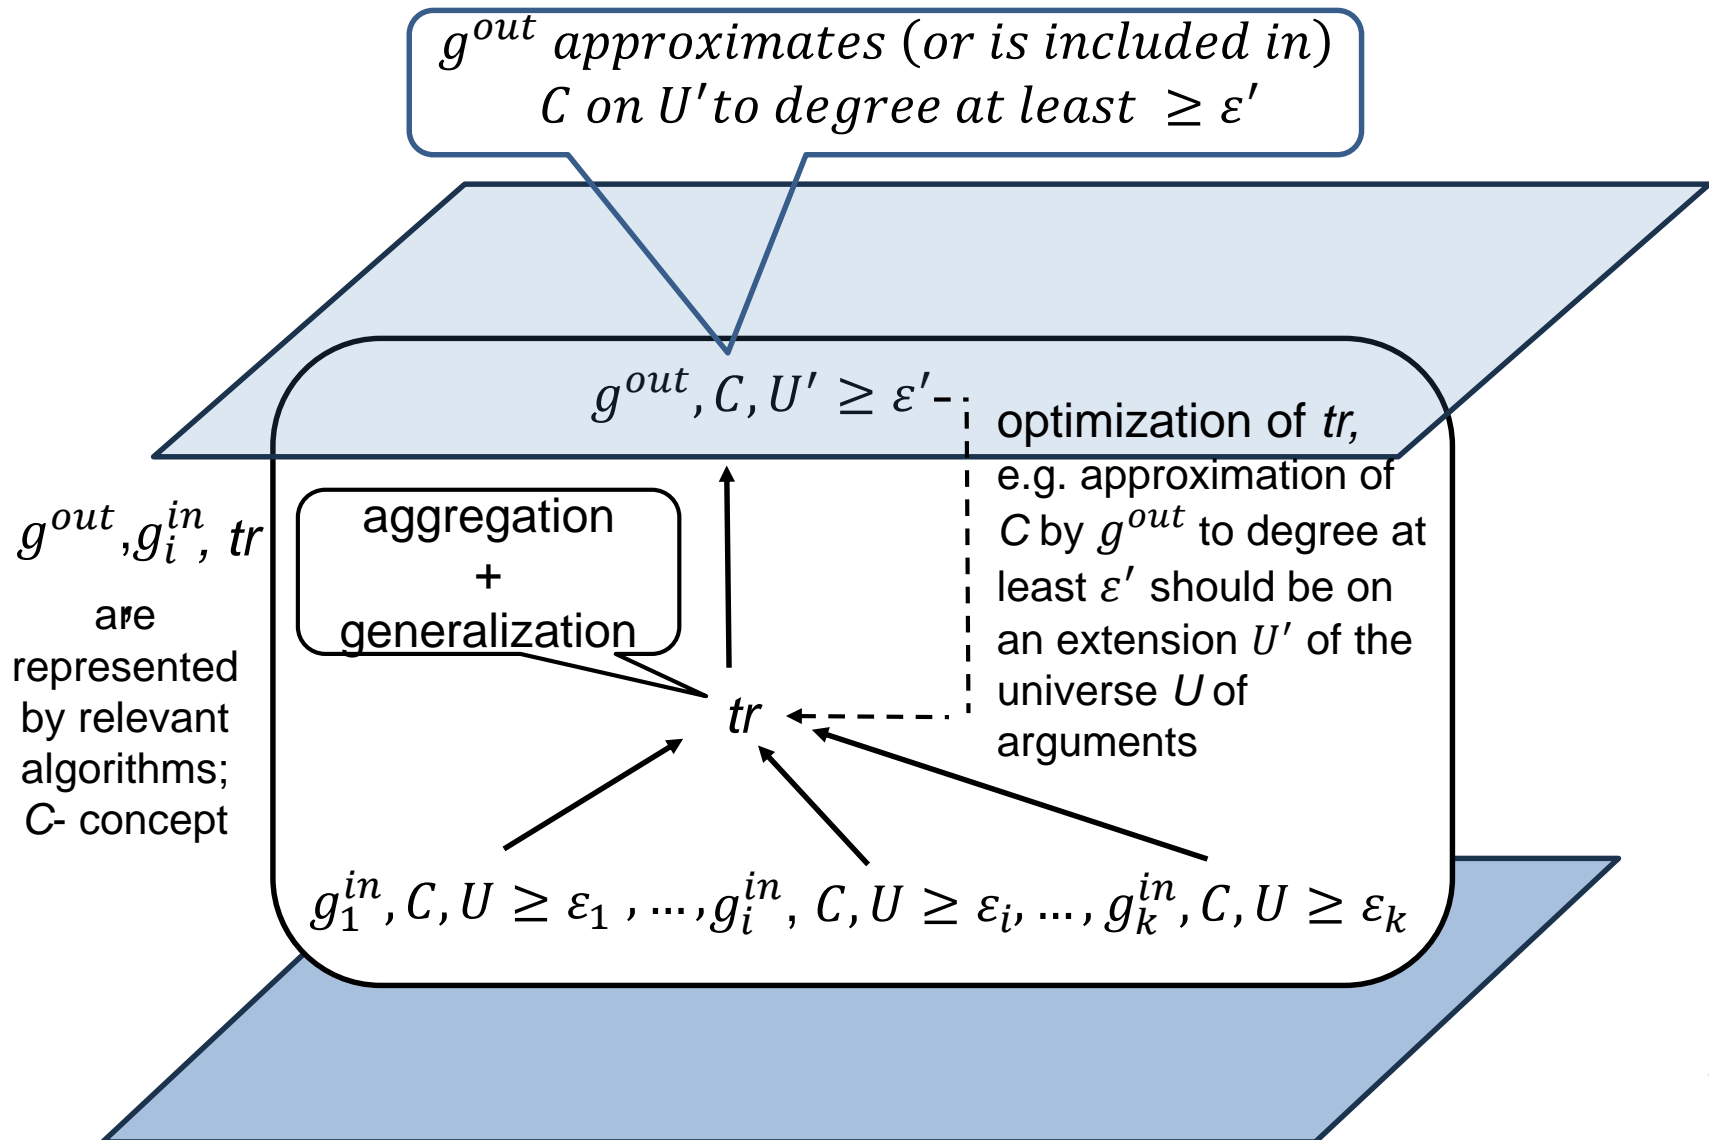 g^{out} approximates (or is included in)
C on U' to degree at least ≥ ε'
g^{out}, C, U' ≥ ε'
optimization of tr,
e.g. approximation of
C by g^{out} to degree at
least ε' should be on
an extension U' of the
universe U of
arguments
aggregation
+
generalization
g^{out}, g_i^{in}, tr
are
represented
by relevant
algorithms;
C- concept
tr
g_1^{in}, C, U ≥ ε_1 , …, g_i^{in}, C, U ≥ ε_i, …, g_k^{in}, C, U ≥ ε_k